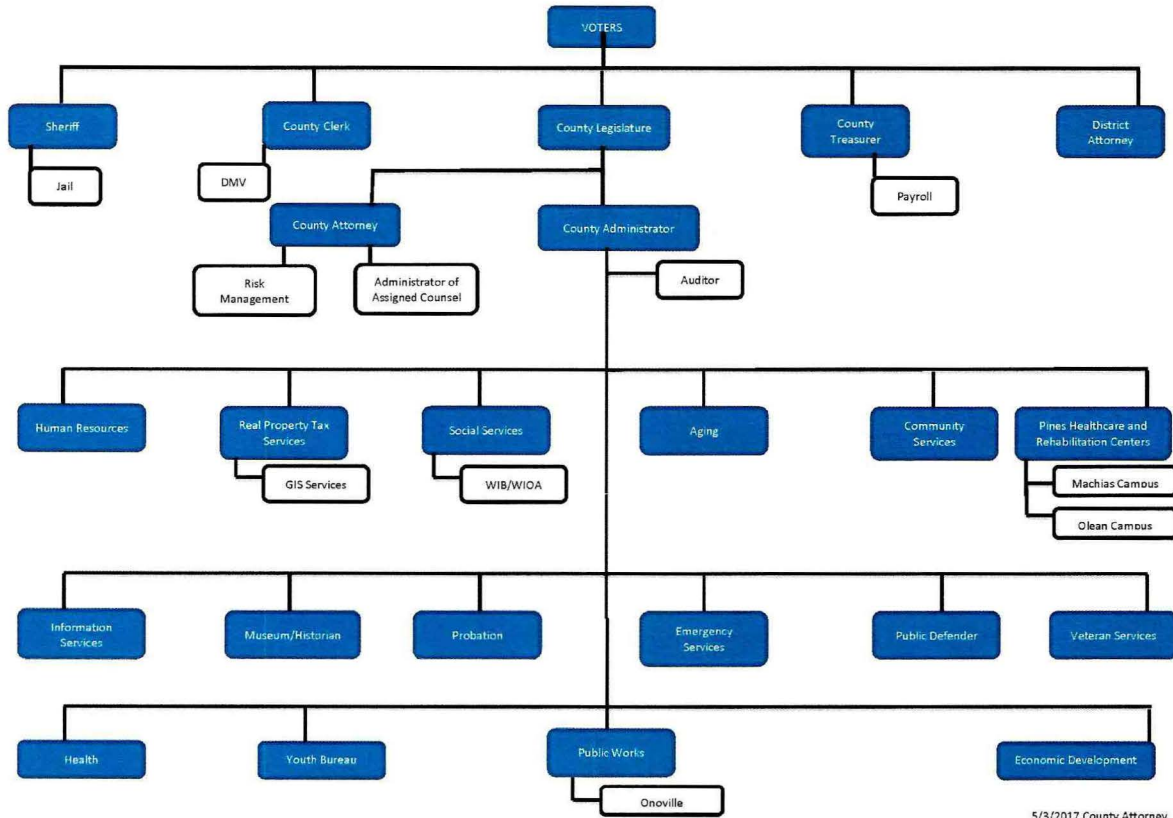 VOTERS
Sheriff
County Clerk
County Legislature
County
Treasurer
District
Attorney
Jail
DMV
Payroll
County Attorney
County Administrator
Risk
Management
Administrator of
Assigned Counsel
Auditor
Human Resources
Real Property Tax
Services
Social Services
Aging
Community
Services
Pines Healthcare and
Rehabilitation Centers
GIS Services
WIB/WIOA
Machias Campus
Olean Campus
Information
Services
Museum/Historian
Probation
Emergency
Services
Public Defender
Veteran Services
Health
Youth Bureau
Public Works
Economic Development
Onoville
5/3/2017 County Attorney